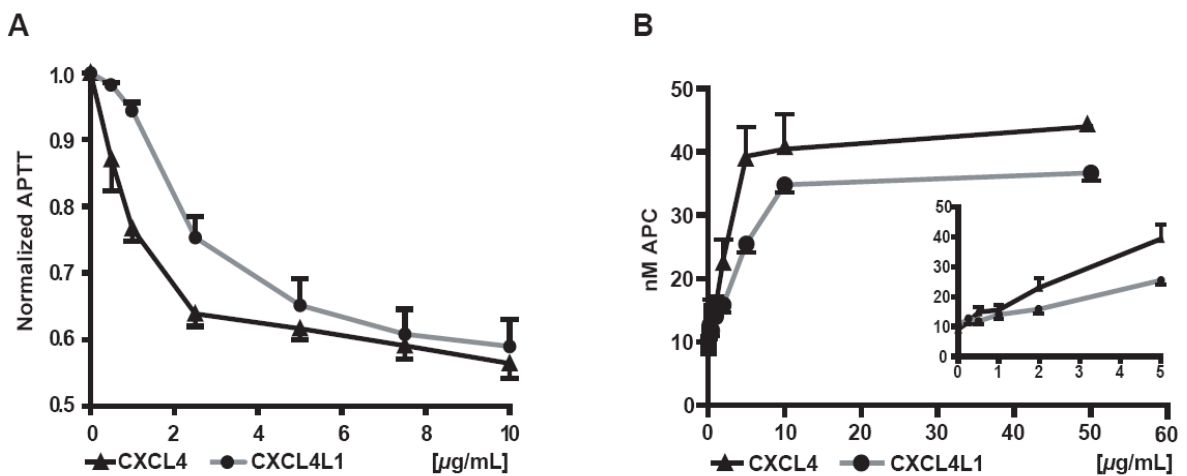 A
Normalized APTT
1.0
0.9
0.8
0.7
0.6
0.5
0 2 4 6 8 10
CXCL4 CXCL4L1 [µg/mL]
B
nM APC
50
40
30
20
10
0
0 10 20 30 40 50 60
50
40
30
20
10
0
0 1 2 3 4 5
CXCL4 CXCL4L1 [µg/mL]